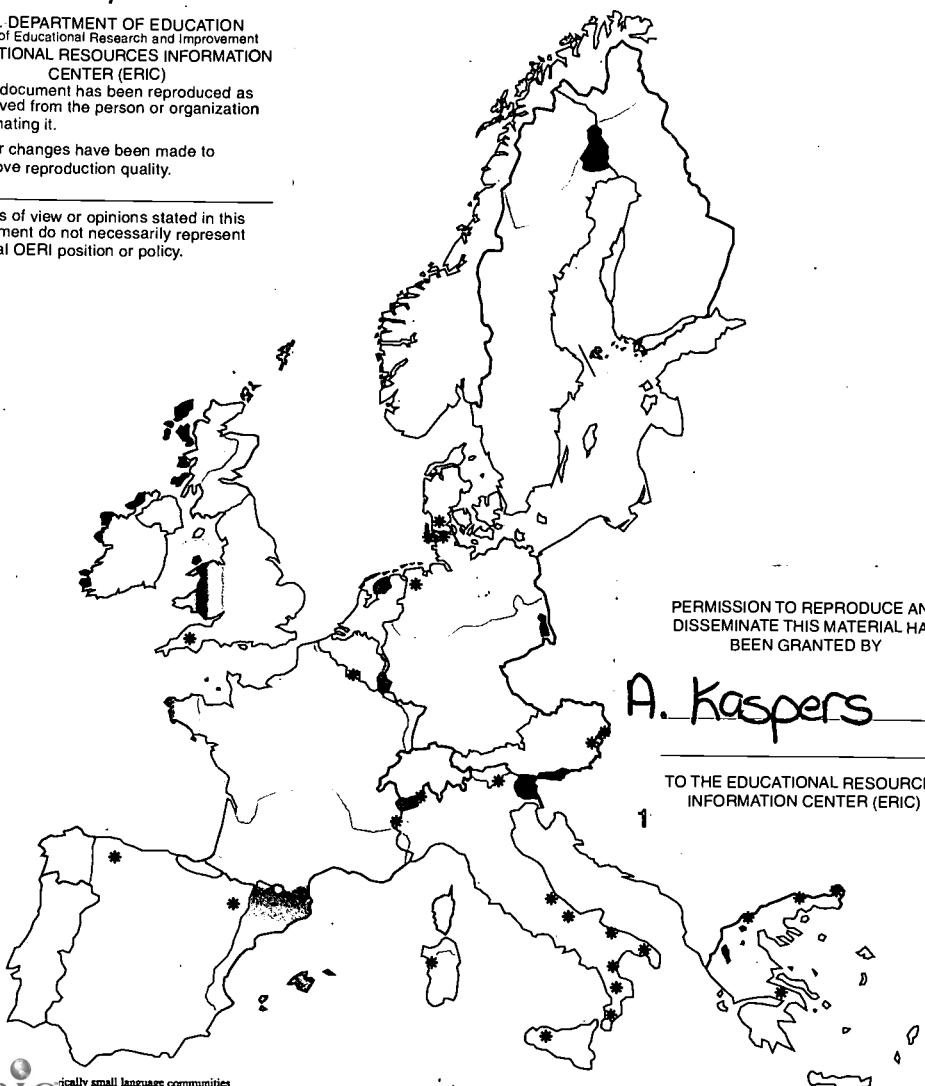 DEPARTMENT OF EDUCATION
of Educational Research and Improvement
TIONAL RESOURCES INFORMATION
CENTER (ERIC)
document has been reproduced as
ved from the person or organization
nating it.
r changes have been made to
ove reproduction quality.
s of view or opinions stated in this
ment do not necessarily represent
al OERI position or policy.
PERMISSION TO REPRODUCE AN
DISSEMINATE THIS MATERIAL HA
BEEN GRANTED BY
A. Kaspers
TO THE EDUCATIONAL RESOURC
INFORMATION CENTER (ERIC)
1
rically small language communities